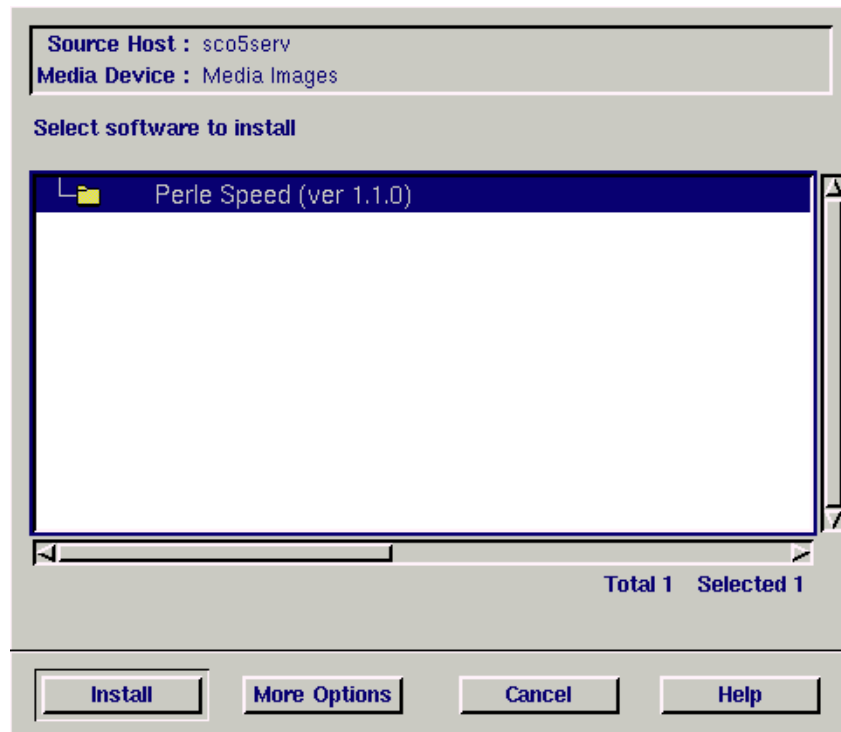 Source Host : sco5serv
Media Device : Media Images
Select software to install
Perle Speed (ver 1.1.0)
Total 1 Selected 1
Install More Options Cancel Help